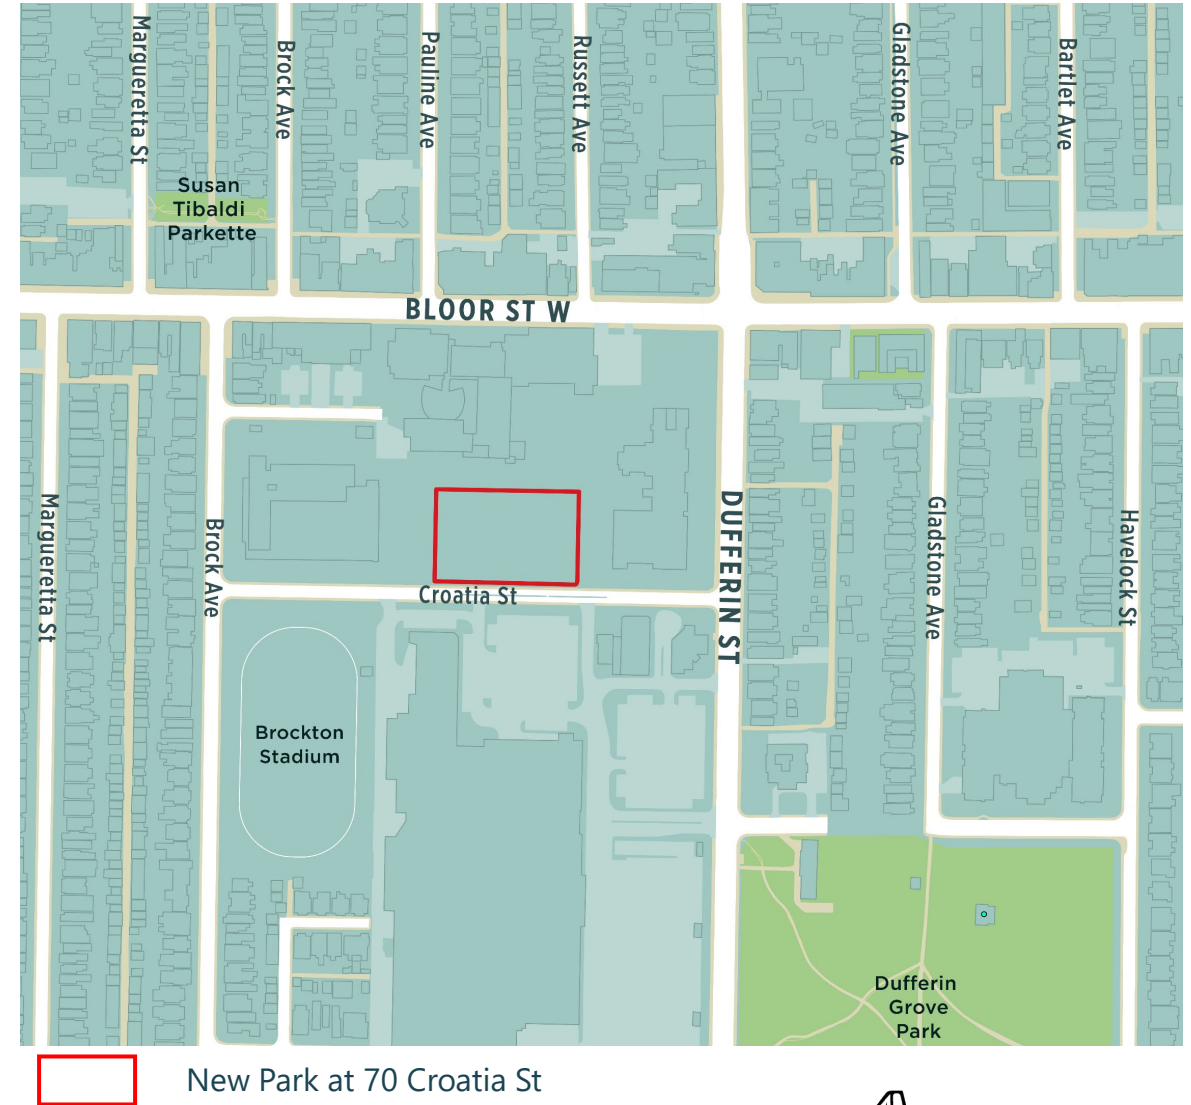 Margueretta St
Brock Ave
Pauline Ave
Russett Ave
Gladstone Ave
Bartlet Ave
Susan
Tibaldi
Parkette
BLOOR ST W
Margueretta St
Brock Ave
DUFFERIN ST
Gladstone Ave
Havelock St
Croatia St
Brockton
Stadium
Dufferin
Grove
Park
New Park at 70 Croatia St